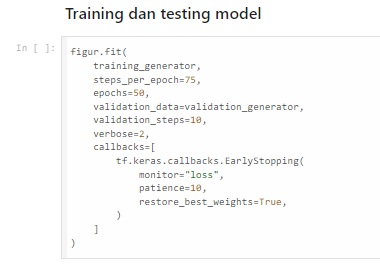 Training dan testing model
In [ ]:
figur.fit(
    training_generator,
    steps_per_epoch=75,
    epochs=50,
    validation_data=validation_generator,
    validation_steps=10,
    verbose=2,
    callbacks=[
        tf.keras.callbacks.EarlyStopping(
            monitor="loss",
            patience=10,
            restore_best_weights=True,
        )
    ]
)